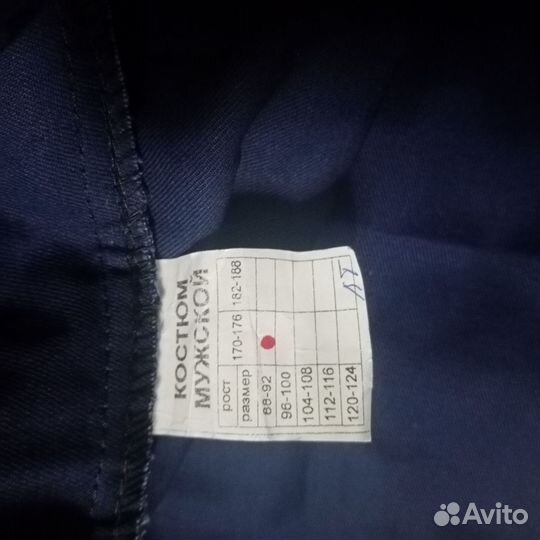 КОСТЮМ
МУЖСКОЙ
рост 170-176 182-188
размер
88-92
96-100
104-108
112-116
120-124
Avito